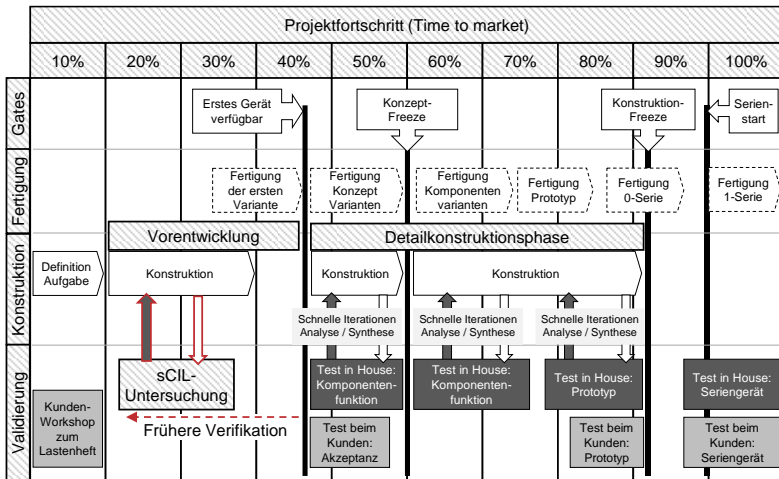 Projektfortschritt (Time to market)
10% 20% 30% 40% 50% 60% 70% 80% 90% 100%
Gates
Erstes Gerät
verfügbar
Konzept-
Freeze
Konstruktion-
Freeze
Serien-
start
Fertigung
Fertigung
der ersten
Variante
Fertigung
Konzept
Varianten
Fertigung
Komponenten
varianten
Fertigung
Prototyp
Fertigung
0-Serie
Fertigung
1-Serie
Konstruktion
Vorentwicklung
Detailkonstruktionsphase
Definition
Aufgabe
Konstruktion
Konstruktion
Konstruktion
Schnelle Iterationen
Analyse / Synthese
Schnelle Iterationen
Analyse / Synthese
Schnelle Iterationen
Analyse / Synthese
Validierung
Kunden-
Workshop
zum
Lastenheft
sCIL-
Untersuchung
Frühere Verifikation
Test in House:
Komponenten-
funktion
Test beim
Kunden:
Akzeptanz
Test in House:
Komponenten-
funktion
Test in House:
Prototyp
Test beim
Kunden:
Prototyp
Test in House:
Seriengerät
Test beim
Kunden:
Seriengerät